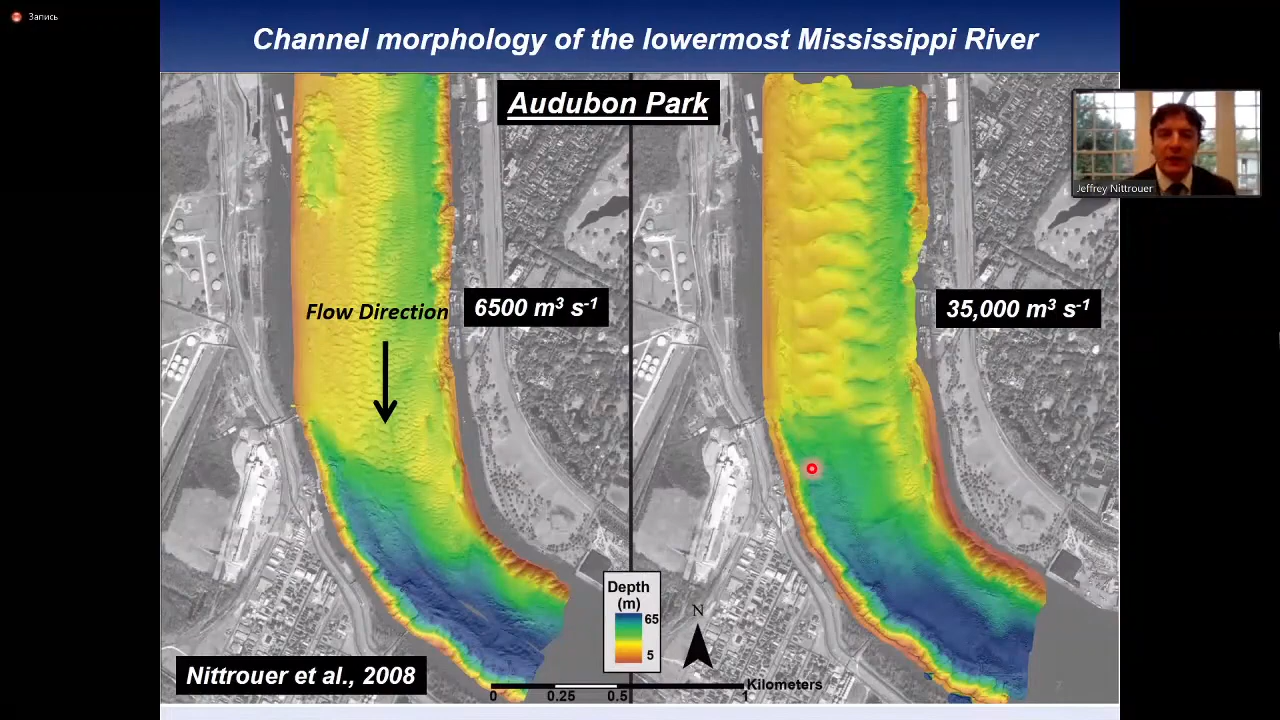 Запись
Channel morphology of the lowermost Mississippi River
Audubon Park
Jeffrey Nittrouer
Flow Direction
6500 m³ s⁻¹
35,000 m³ s⁻¹
Depth
(m)
65
5
N
Nittrouer et al., 2008
0 0.25 0.5 1 Kilometers
7